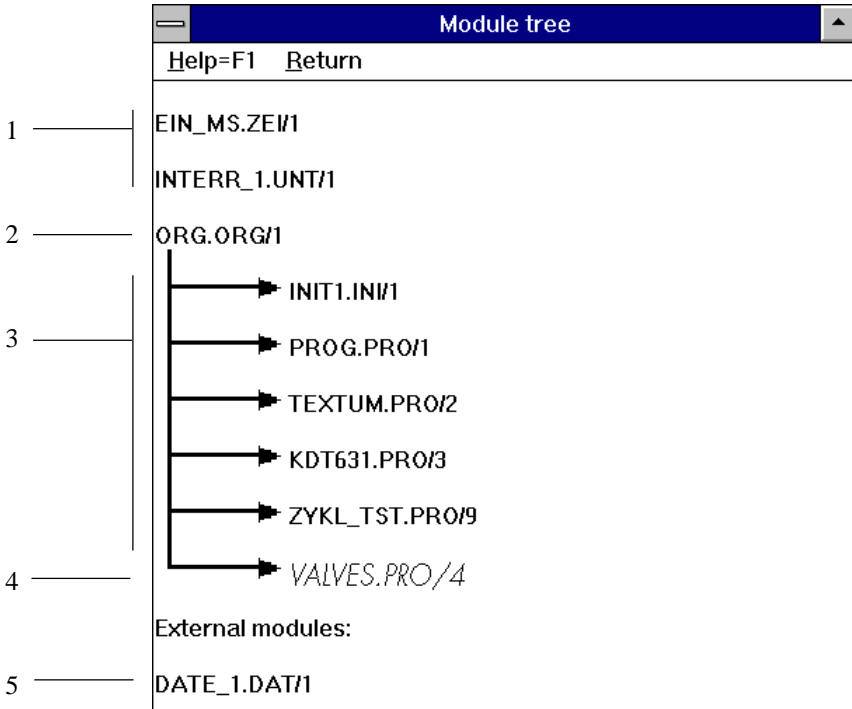 Module tree
Help=F1 Return
1 EIN_MS.ZEI/1
INTERR_1.UNT/1
2 ORG.ORG/1
INIT1.INI/1
3 PROG.PRO/1
TEXTUM.PRO/2
KDT631.PRO/3
ZYKL_TST.PRO/9
4 VALVES.PRO/4
External modules:
5 DATE_1.DAT/1